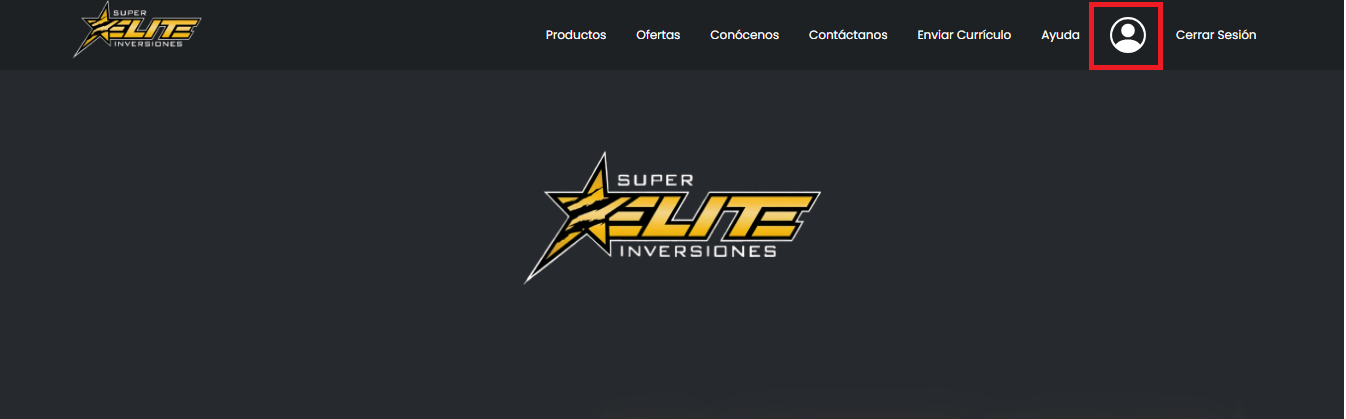 SUPER
ELITE
INVERSIONES
Productos Ofertas Conócenos Contáctanos Enviar Currículo Ayuda Cerrar Sesión
SUPER
ELITE
INVERSIONES